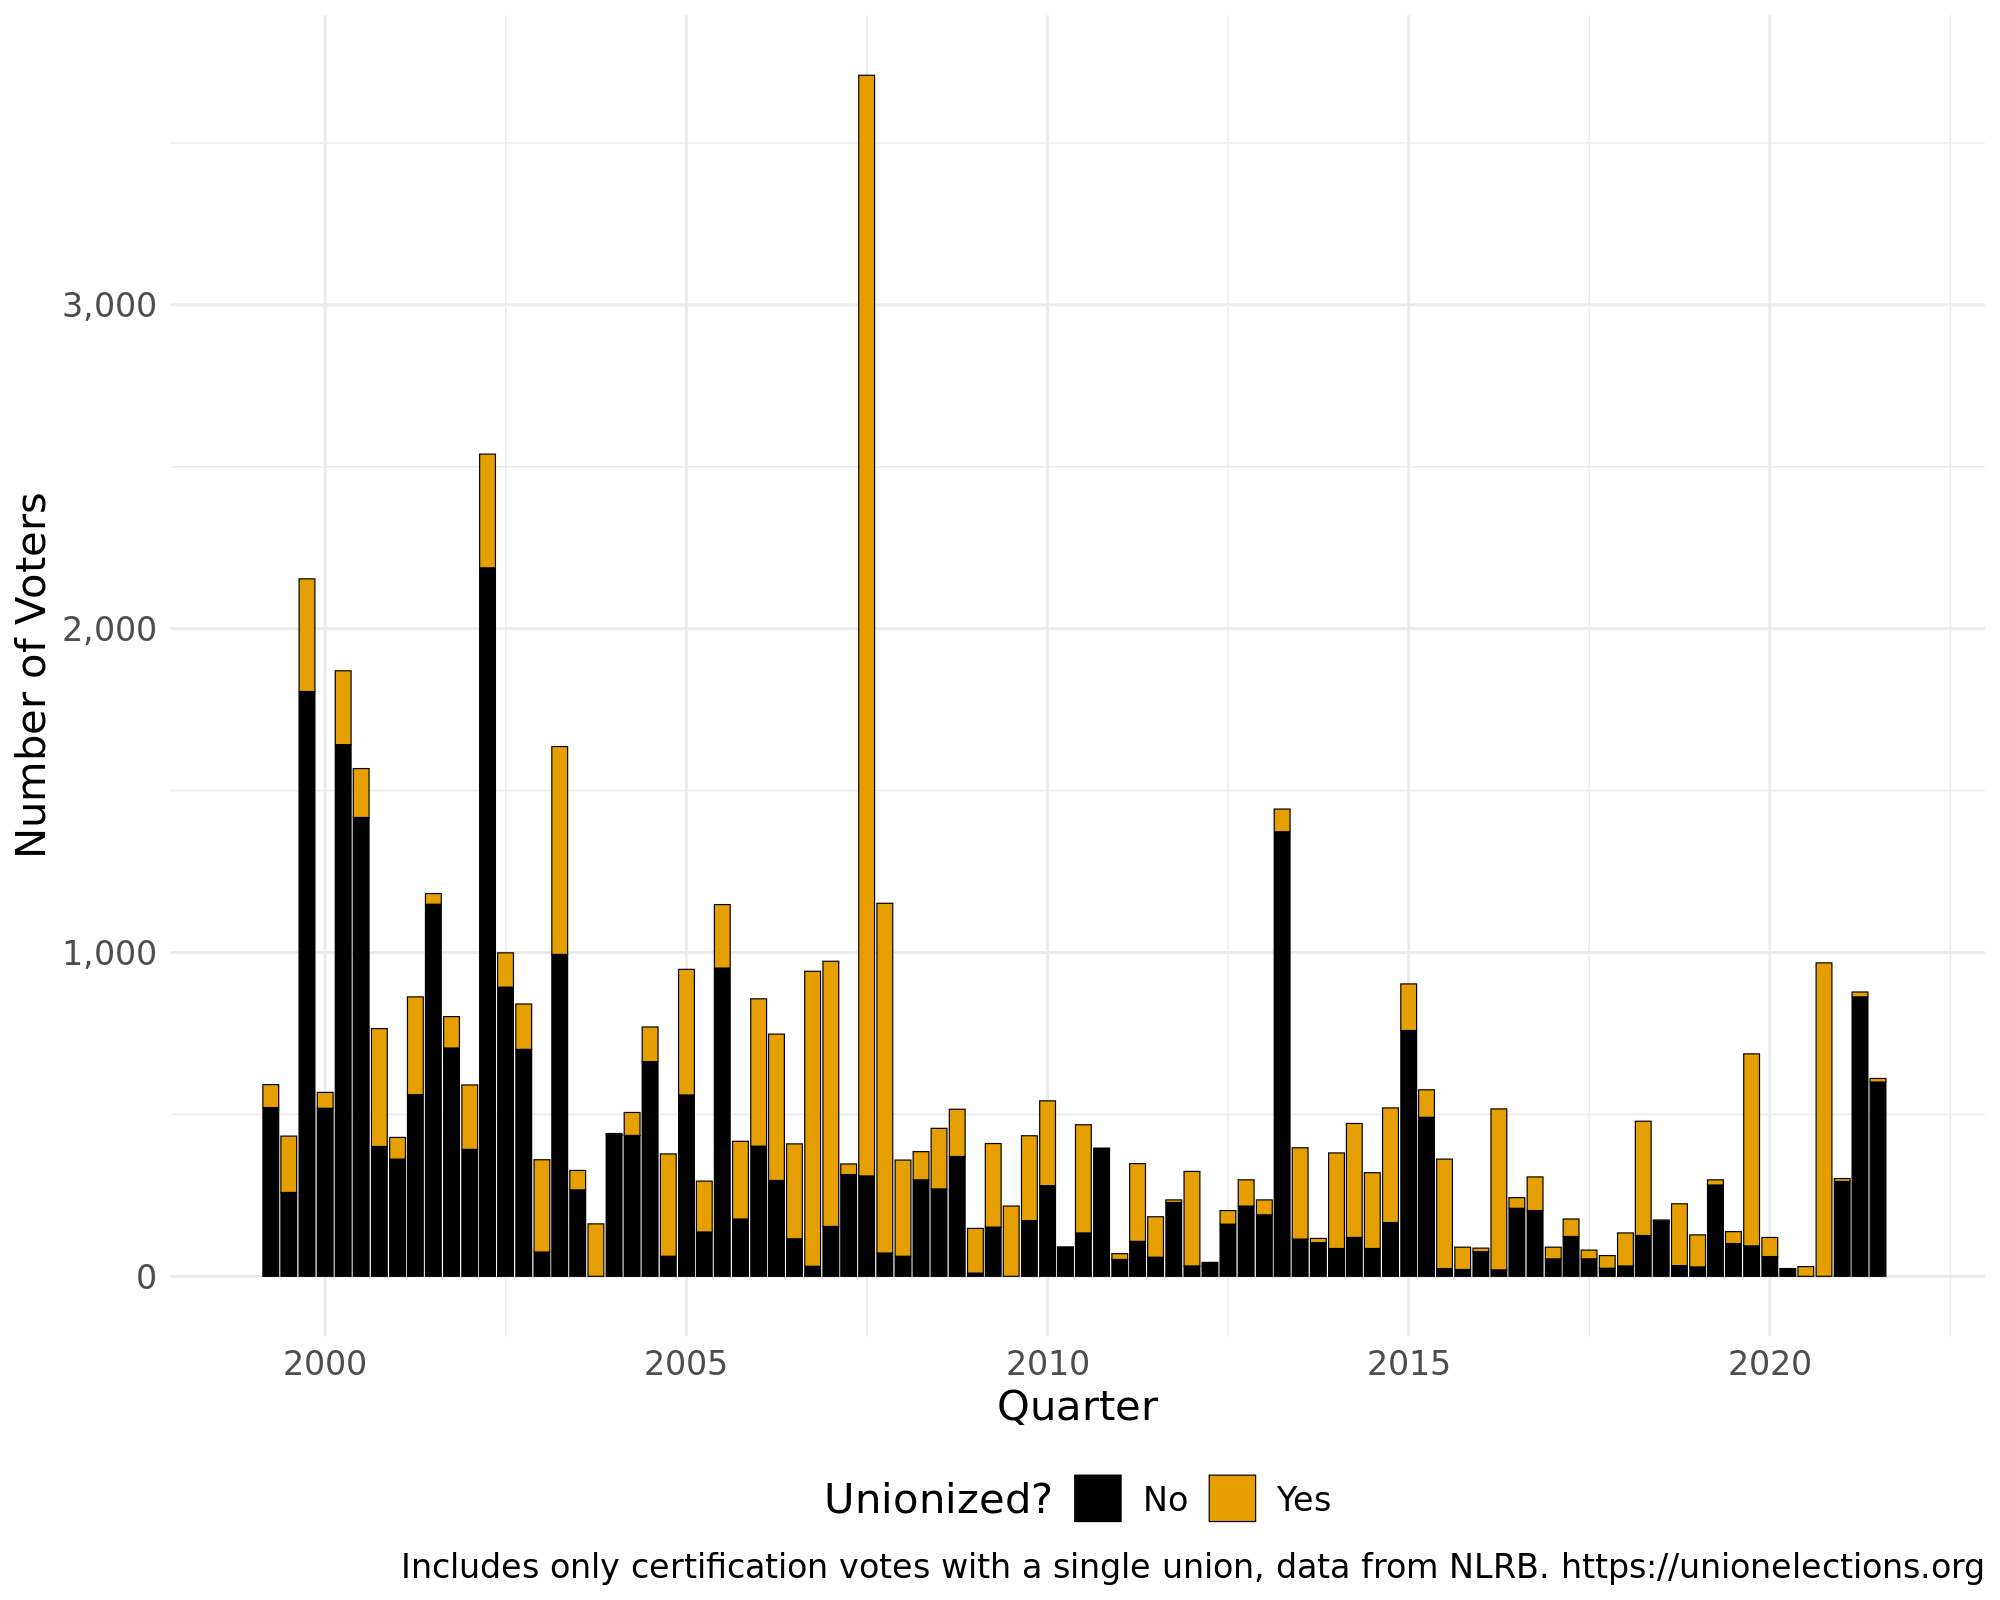 Number of Voters
3,000
2,000
1,000
0
2000 2005 2010 2015 2020
Quarter
Unionized? No Yes
Includes only certification votes with a single union, data from NLRB. https://unionelections.org